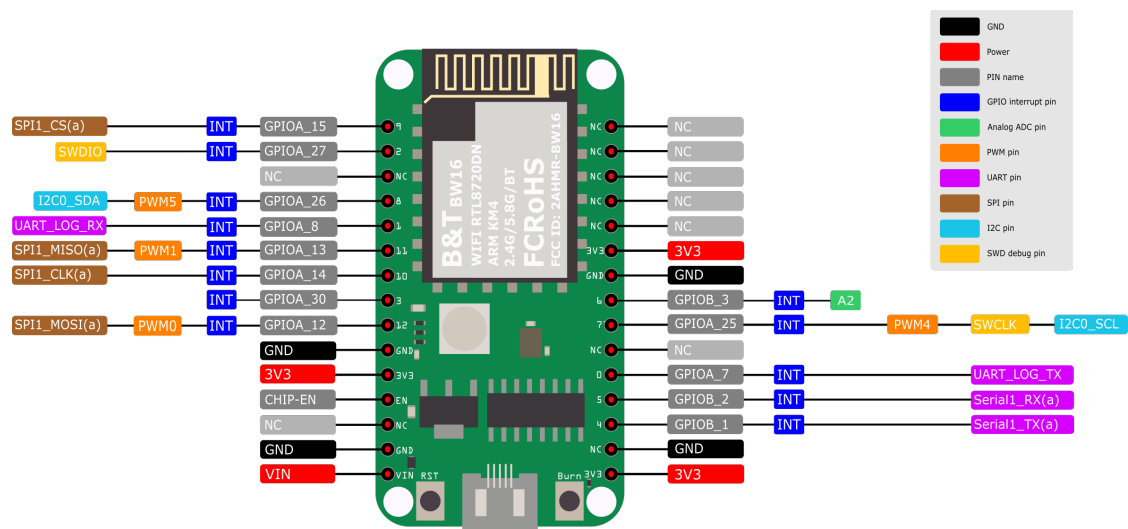 GND
Power
PIN name
GPIO interrupt pin
Analog ADC pin
PWM pin
UART pin
SPI pin
I2C pin
SWD debug pin
SPI1_CS(a) INT GPIOA_15 9
SWDIO INT GPIOA_27 2
NC NC
I2C0_SDA PWM5 INT GPIOA_26 8
UART_LOG_RX INT GPIOA_8 1
SPI1_MISO(a) PWM1 INT GPIOA_13 11
SPI1_CLK(a) INT GPIOA_14 10
INT GPIOA_30 3
SPI1_MOSI(a) PWM0 INT GPIOA_12 12
GND GND
3V3 3V3
CHIP-EN EN
NC NC
GND GND
VIN VIN
B&T BW16
WIFI RTL8720DN
ARM KM4
2.4G/5.8G/BT
FCRoHS
FCC ID: 2AHMR-BW16
RST
Burn
NC NC
NC NC
NC NC
NC NC
NC NC
3V3 3V3
GND GND
6 GPIOB_3 INT A2
7 GPIOA_25 INT PWM4 SWCLK I2C0_SCL
NC NC
0 GPIOA_7 INT UART_LOG_TX
5 GPIOB_2 INT Serial1_RX(a)
4 GPIOB_1 INT Serial1_TX(a)
NC GND
3V3 3V3